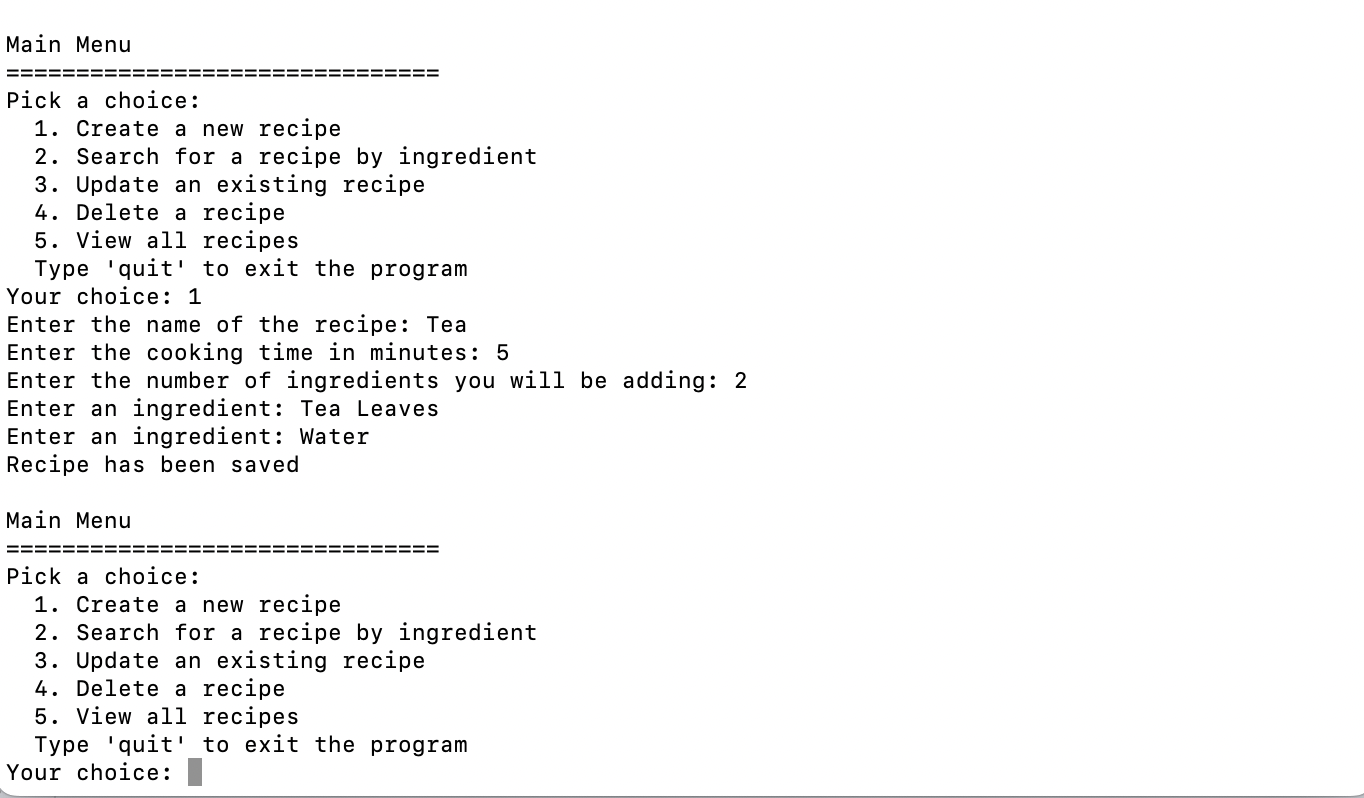 Main Menu
===============================
Pick a choice:
  1. Create a new recipe
  2. Search for a recipe by ingredient
  3. Update an existing recipe
  4. Delete a recipe
  5. View all recipes
  Type 'quit' to exit the program
Your choice: 1
Enter the name of the recipe: Tea
Enter the cooking time in minutes: 5
Enter the number of ingredients you will be adding: 2
Enter an ingredient: Tea Leaves
Enter an ingredient: Water
Recipe has been saved

Main Menu
===============================
Pick a choice:
  1. Create a new recipe
  2. Search for a recipe by ingredient
  3. Update an existing recipe
  4. Delete a recipe
  5. View all recipes
  Type 'quit' to exit the program
Your choice: